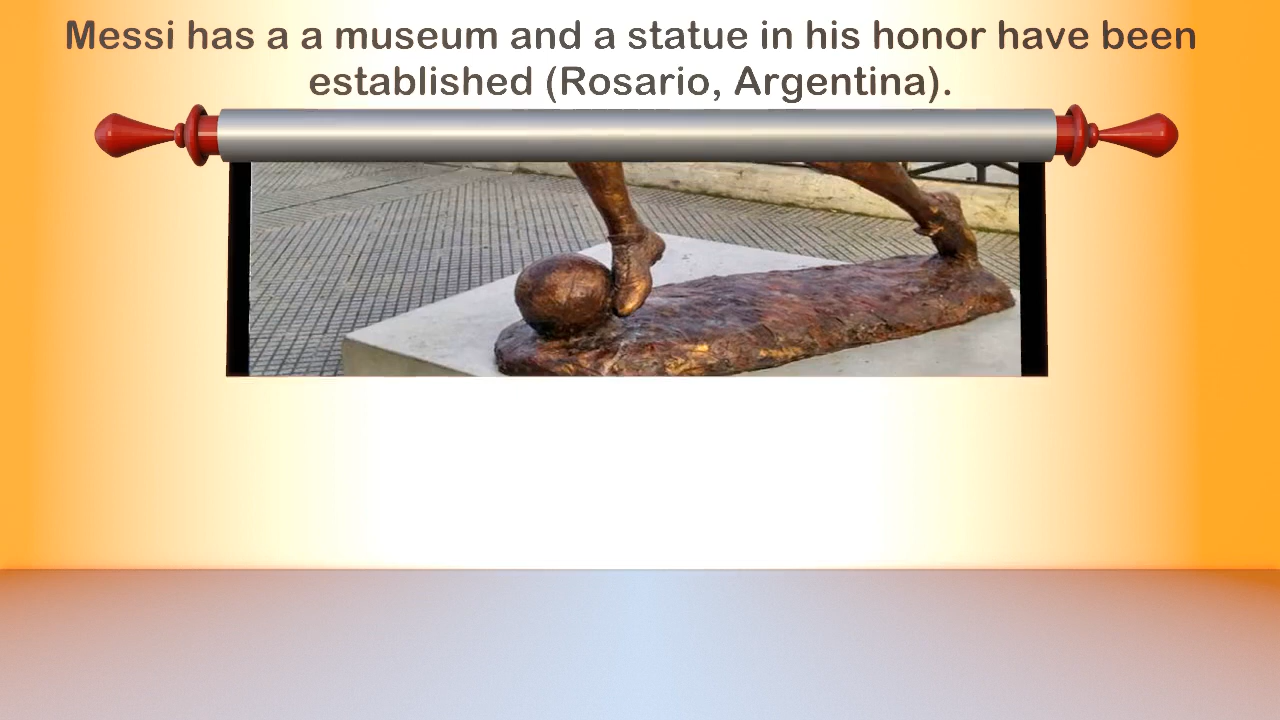 Messi has a a museum and a statue in his honor have been
established (Rosario, Argentina).